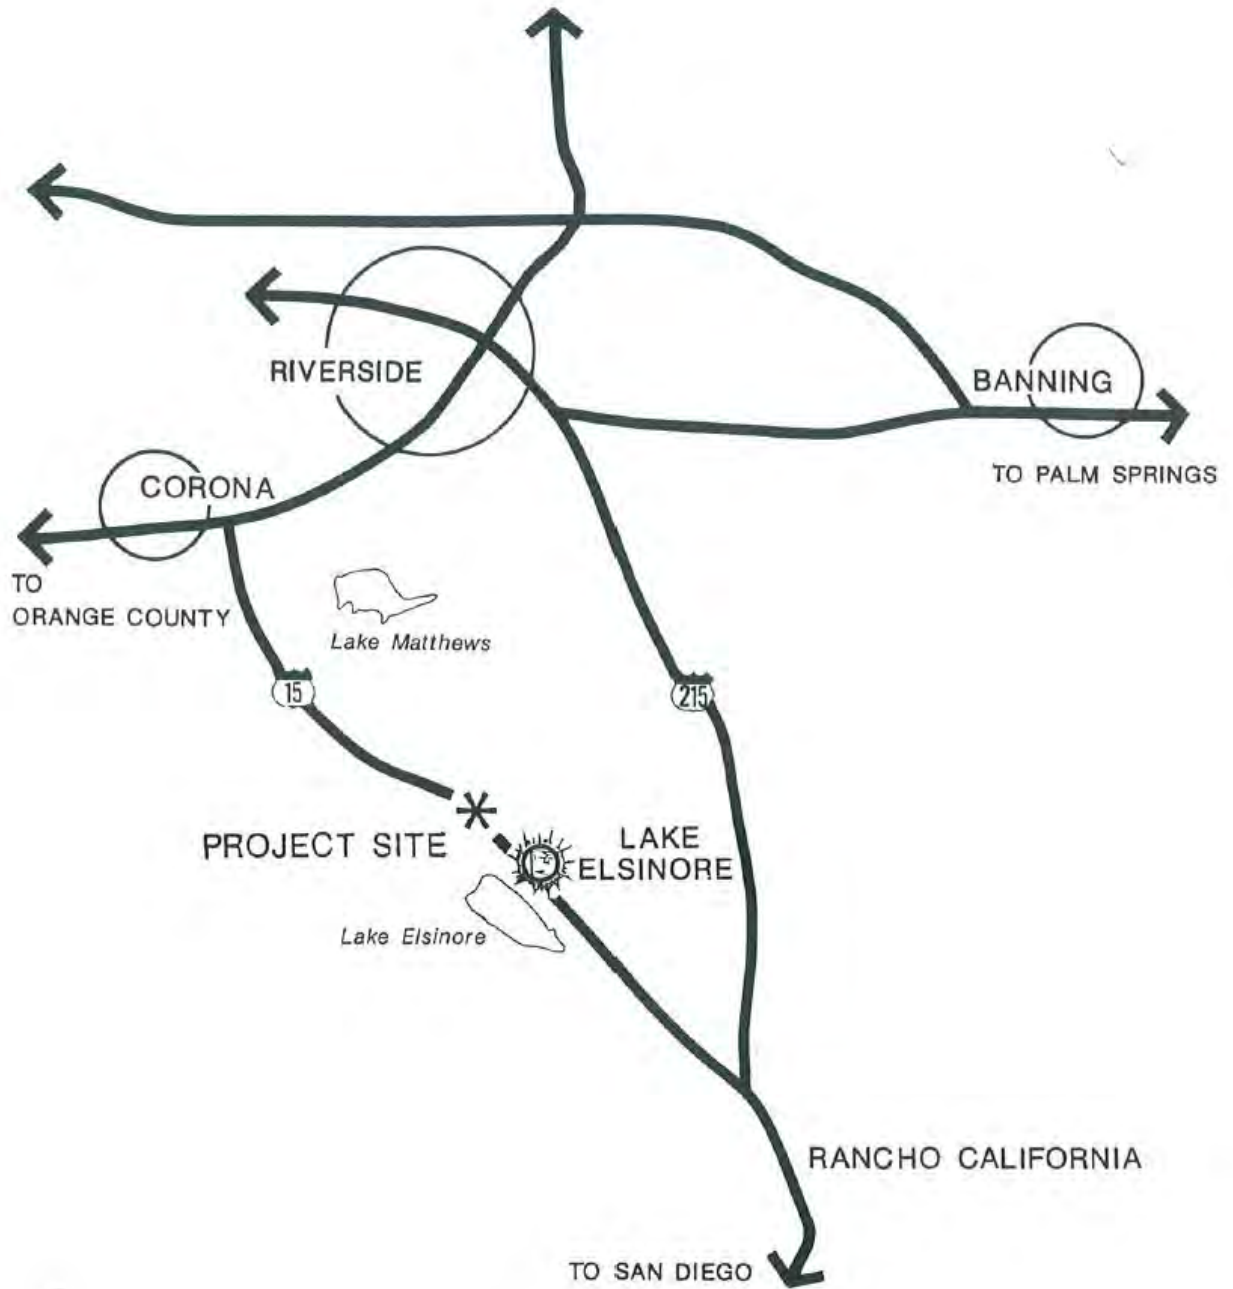 RIVERSIDE
BANNING
TO PALM SPRINGS
CORONA
TO
ORANGE COUNTY
Lake Matthews
15
215
PROJECT SITE
LAKE
ELSINORE
Lake Elsinore
RANCHO CALIFORNIA
TO SAN DIEGO